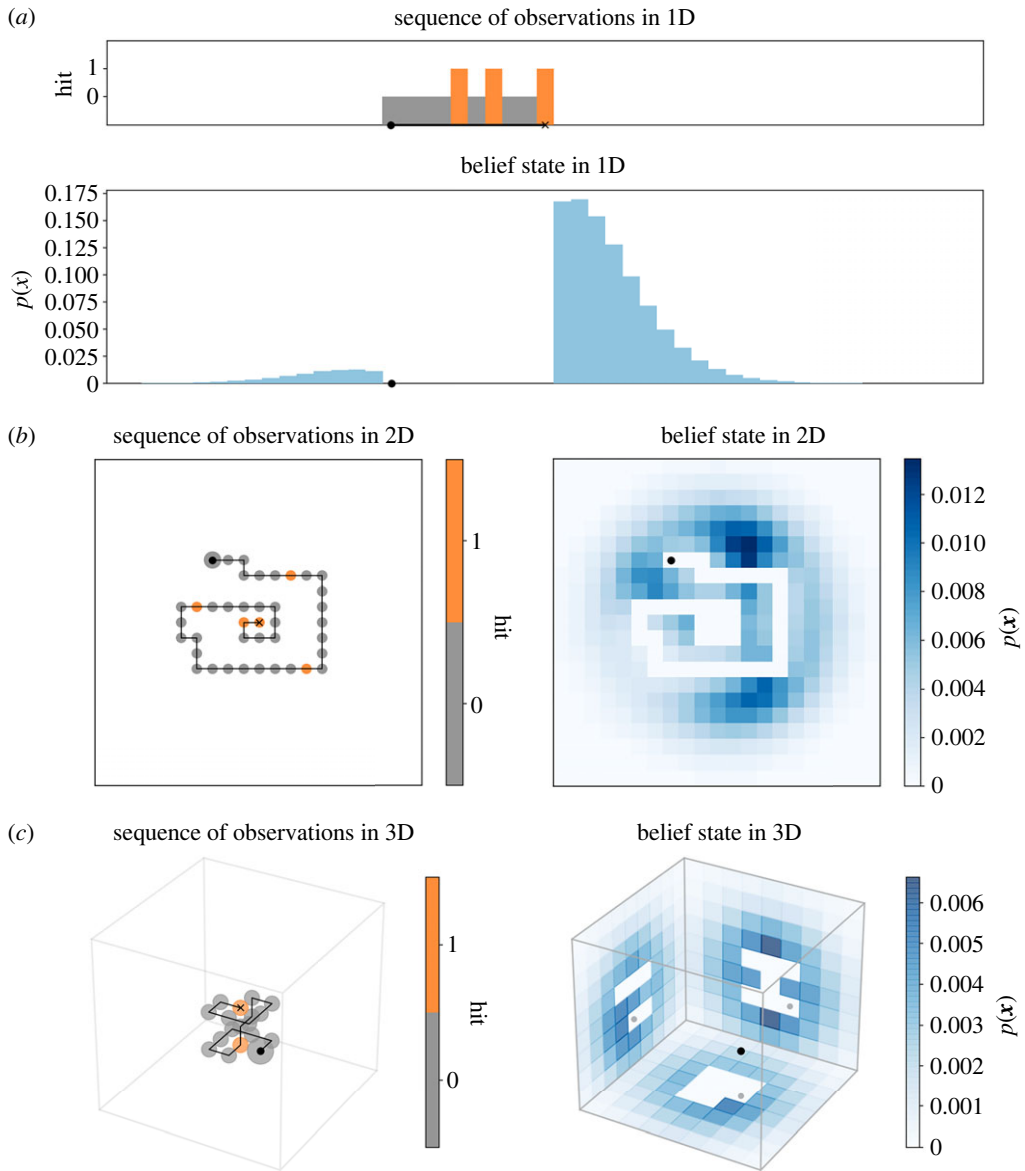 (a)
sequence of observations in 1D
hit
1
0
belief state in 1D
p(x)
0.175
0.150
0.125
0.100
0.075
0.050
0.025
0
(b)
sequence of observations in 2D
1
0
hit
belief state in 2D
0.012
0.010
0.008
0.006
0.004
0.002
0
p(x)
(c)
sequence of observations in 3D
1
0
hit
belief state in 3D
0.006
0.005
0.004
0.003
0.002
0.001
0
p(x)